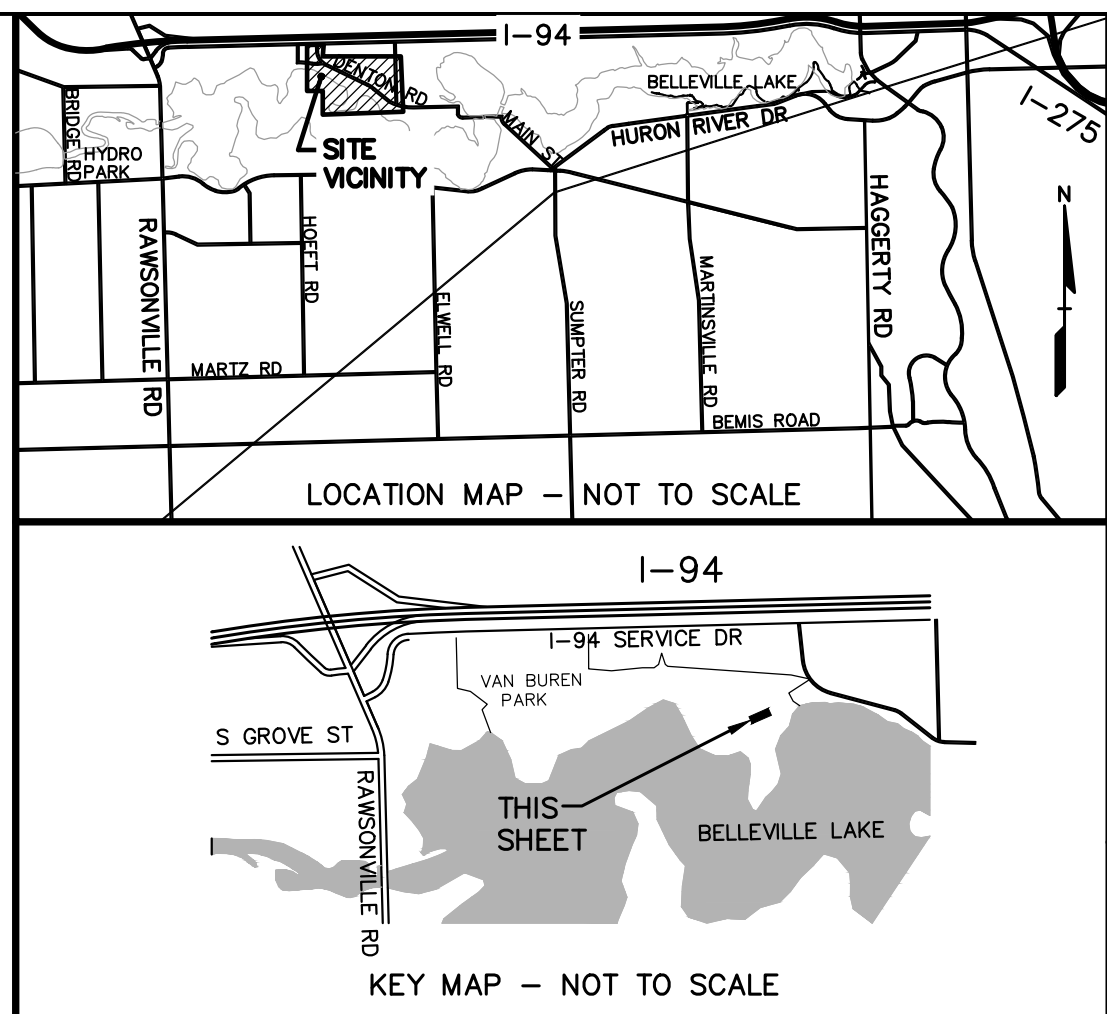 I-94
DENTON RD
BELLEVILLE LAKE
I-275
BRIDGE RD
HYDRO
PARK
SITE
VICINITY
MAIN ST
HURON RIVER DR
N
RAWSONVILLE RD
HOEFT RD
ELWELL RD
SUMPTER RD
MARTINSVILLE RD
HAGGERTY RD
MARTZ RD
BEMIS ROAD
LOCATION MAP - NOT TO SCALE
I-94
I-94 SERVICE DR
VAN BUREN
PARK
S GROVE ST
RAWSONVILLE RD
THIS
SHEET
BELLEVILLE LAKE
KEY MAP - NOT TO SCALE